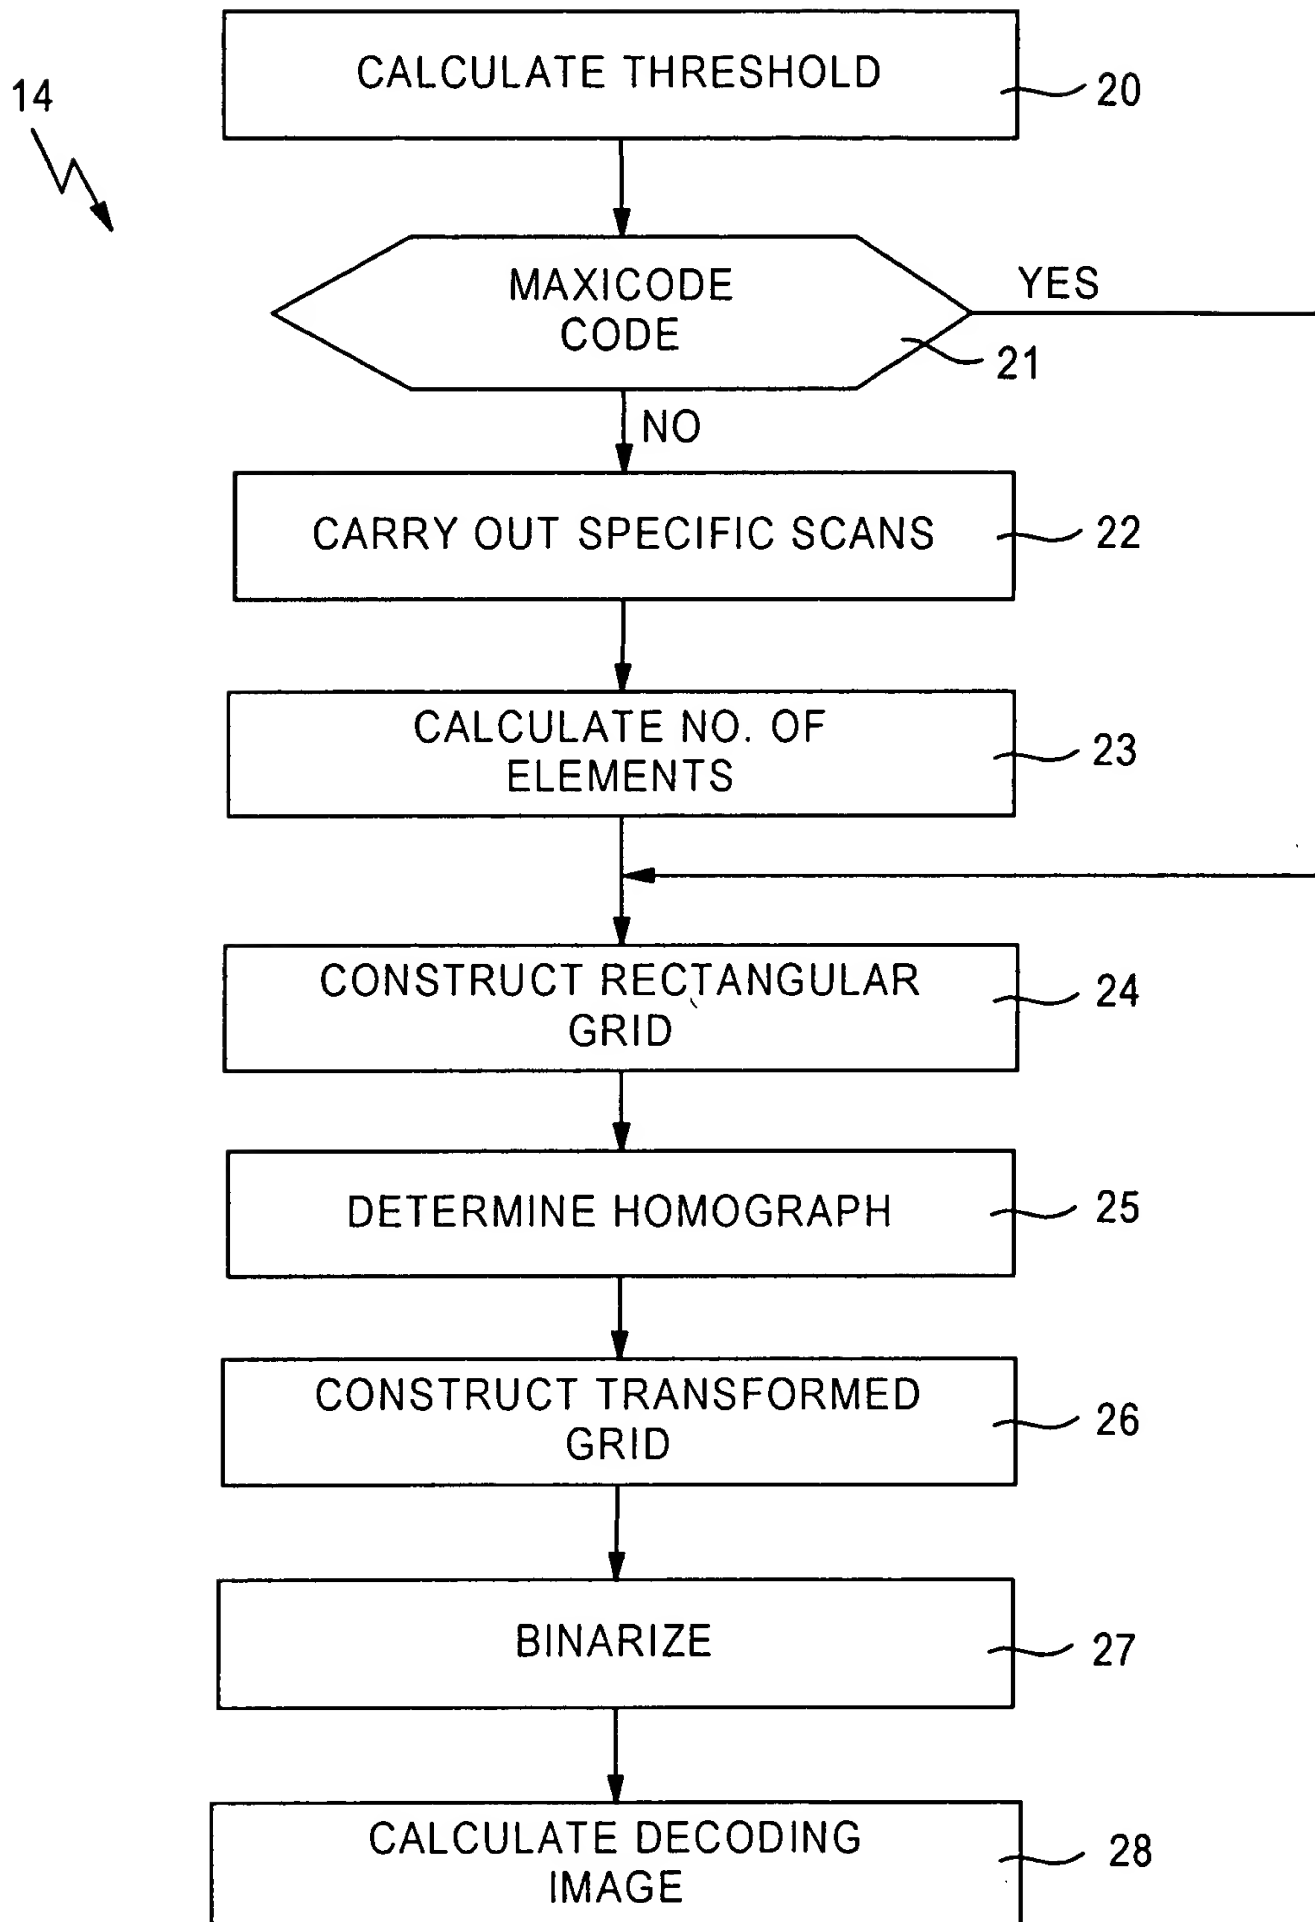 CALCULATE THRESHOLD
20
14
MAXICODE
CODE
YES
21
NO
CARRY OUT SPECIFIC SCANS
22
CALCULATE NO. OF
ELEMENTS
23
CONSTRUCT RECTANGULAR
GRID
24
DETERMINE HOMOGRAPH
25
CONSTRUCT TRANSFORMED
GRID
26
BINARIZE
27
CALCULATE DECODING
IMAGE
28